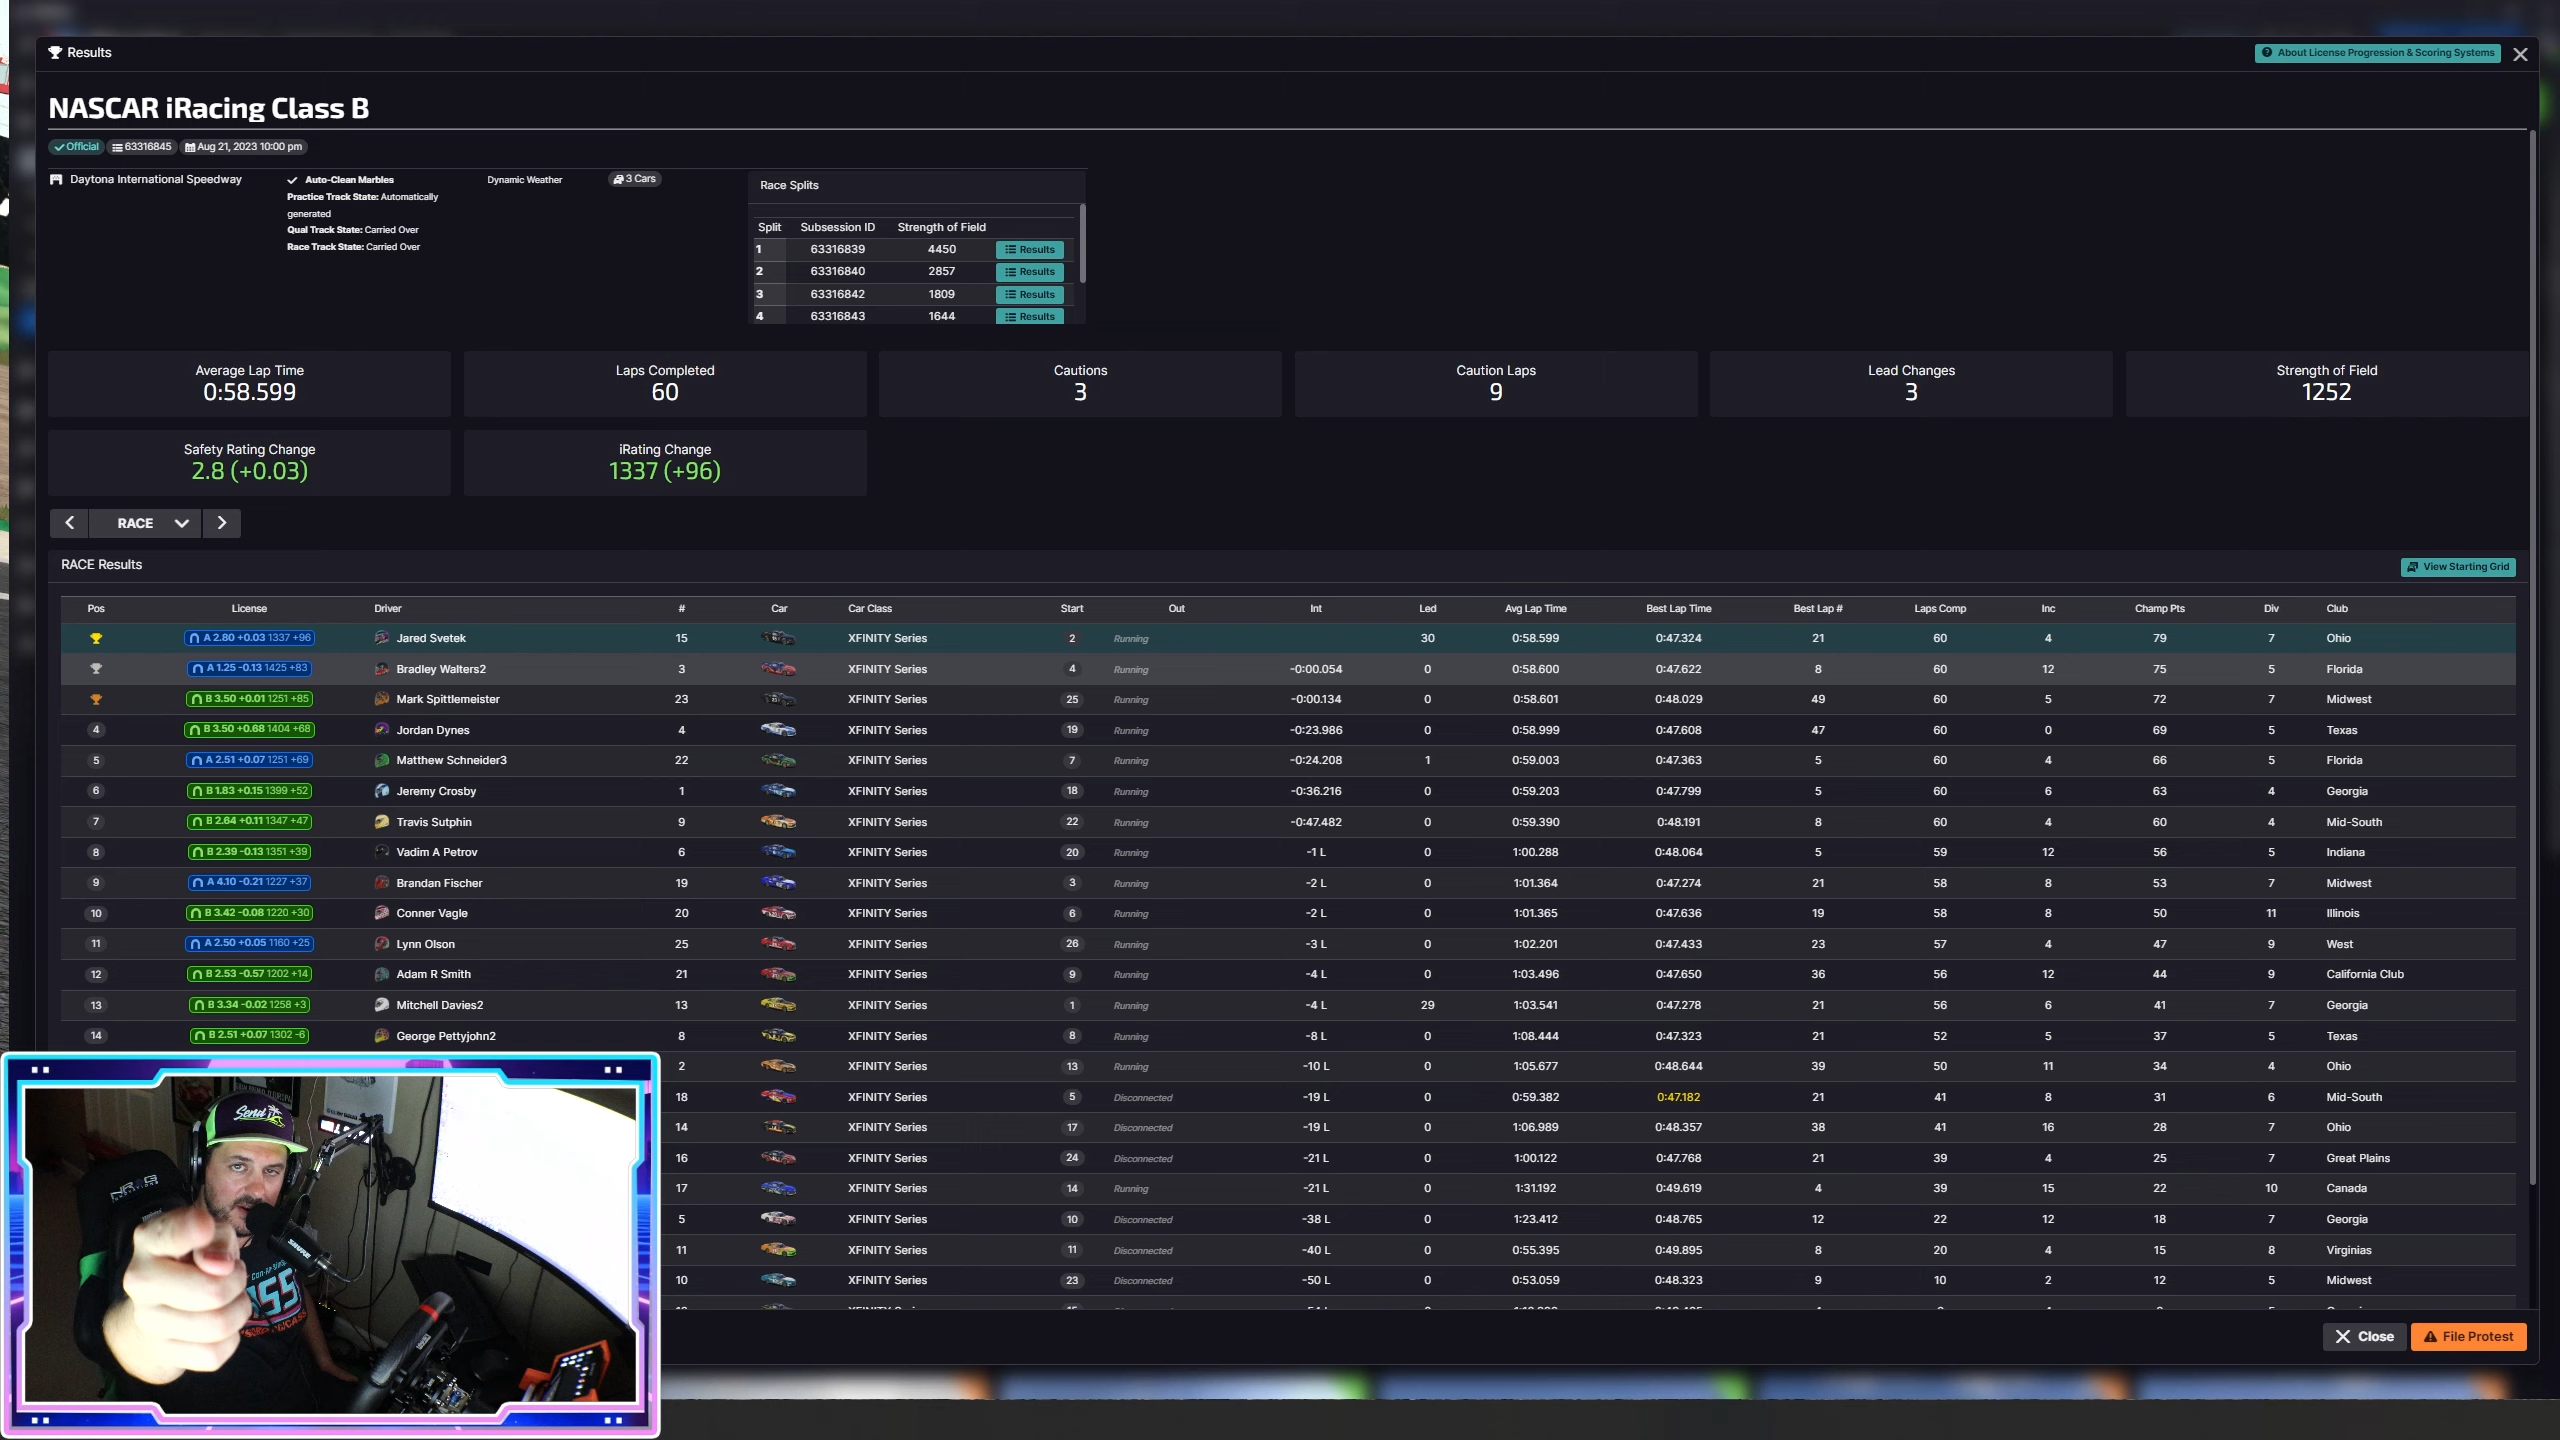 Results
About License Progression & Scoring Systems
NASCAR iRacing Class B
Official 63316845 Aug 21, 2023 10:00 pm
Daytona International Speedway
Auto-Clean Marbles
Practice Track State: Automatically
generated
Qual Track State: Carried Over
Race Track State: Carried Over
Dynamic Weather
3 Cars
Race Splits
Split Subsession ID Strength of Field
1 63316839 4450 Results
2 63316840 2857 Results
3 63316842 1809 Results
4 63316843 1644 Results
Average Lap Time
0:58.599
Laps Completed
60
Cautions
3
Caution Laps
9
Lead Changes
3
Strength of Field
1252
Safety Rating Change
2.8 (+0.03)
iRating Change
1337 (+96)
RACE
RACE Results
View Starting Grid
Pos License Driver # Car Car Class Start Out Int Led Avg Lap Time Best Lap Time Best Lap # Laps Comp Inc Champ Pts Div Club
A 2.80 +0.03 1337 +96 Jared Svetek 15 XFINITY Series 2 Running 30 0:58.599 0:47.324 21 60 4 79 7 Ohio
A 1.25 -0.13 1425 +83 Bradley Walters2 3 XFINITY Series 4 Running -0:00.054 0 0:58.600 0:47.622 8 60 12 75 5 Florida
B 3.50 +0.01 1251 +85 Mark Spittlemeister 23 XFINITY Series 25 Running -0:00.134 0 0:58.601 0:48.029 49 60 5 72 7 Midwest
4 B 3.50 +0.68 1404 +68 Jordan Dynes 4 XFINITY Series 19 Running -0:23.986 0 0:58.999 0:47.608 47 60 0 69 5 Texas
5 A 2.51 +0.07 1251 +69 Matthew Schneider3 22 XFINITY Series 7 Running -0:24.208 1 0:59.003 0:47.363 5 60 4 66 5 Florida
6 B 1.83 +0.15 1399 +52 Jeremy Crosby 1 XFINITY Series 18 Running -0:36.216 0 0:59.203 0:47.799 5 60 6 63 4 Georgia
7 B 2.64 +0.11 1347 +47 Travis Sutphin 9 XFINITY Series 22 Running -0:47.482 0 0:59.390 0:48.191 8 60 4 60 4 Mid-South
8 B 2.39 -0.13 1351 +39 Vadim A Petrov 6 XFINITY Series 20 Running -1 L 0 1:00.288 0:48.064 5 59 12 56 5 Indiana
9 A 4.10 -0.21 1227 +37 Brandan Fischer 19 XFINITY Series 3 Running -2 L 0 1:01.364 0:47.274 21 58 8 53 7 Midwest
10 B 3.42 -0.08 1220 +30 Conner Vagle 20 XFINITY Series 6 Running -2 L 0 1:01.365 0:47.636 19 58 8 50 11 Illinois
11 A 2.50 +0.05 1160 +25 Lynn Olson 25 XFINITY Series 26 Running -3 L 0 1:02.201 0:47.433 23 57 4 47 9 West
12 B 2.53 -0.57 1202 +14 Adam R Smith 21 XFINITY Series 9 Running -4 L 0 1:03.496 0:47.650 36 56 12 44 9 California Club
13 B 3.34 -0.02 1258 +3 Mitchell Davies2 13 XFINITY Series 1 Running -4 L 29 1:03.541 0:47.278 21 56 6 41 7 Georgia
14 B 2.51 +0.07 1302 -6 George Pettyjohn2 8 XFINITY Series 8 Running -8 L 0 1:08.444 0:47.323 21 52 5 37 5 Texas
2 XFINITY Series 13 Running -10 L 0 1:05.677 0:48.644 39 50 11 34 4 Ohio
18 XFINITY Series 5 Disconnected -19 L 0 0:59.382 0:47.182 21 41 8 31 6 Mid-South
14 XFINITY Series 17 Disconnected -19 L 0 1:06.989 0:48.357 38 41 16 28 7 Ohio
16 XFINITY Series 24 Disconnected -21 L 0 1:00.122 0:47.768 21 39 4 25 7 Great Plains
17 XFINITY Series 14 Running -21 L 0 1:31.192 0:49.619 4 39 15 22 10 Canada
5 XFINITY Series 10 Disconnected -38 L 0 1:23.412 0:48.765 12 22 12 18 7 Georgia
11 XFINITY Series 11 Disconnected -40 L 0 0:55.395 0:49.895 8 20 4 15 8 Virginias
10 XFINITY Series 23 Disconnected -50 L 0 0:53.059 0:48.323 9 10 2 12 5 Midwest
Close File Protest
Send it
NRG
SHURE